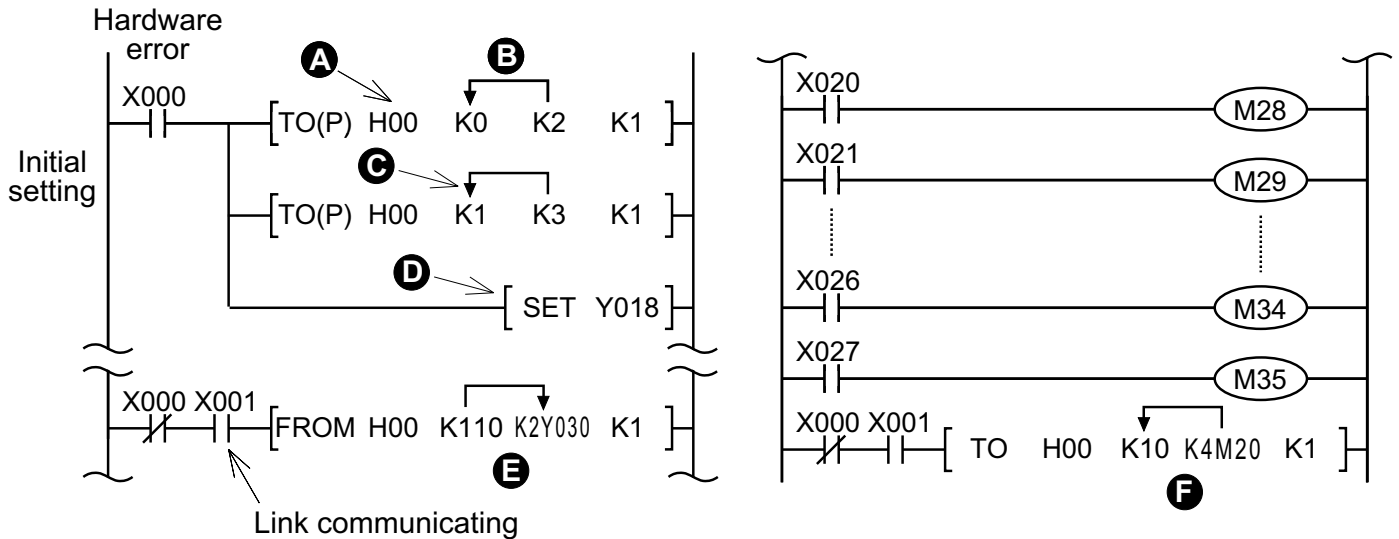 Hardware
error
A
B
X000
TO(P) H00 K0 K2 K1
Initial
setting
C
TO(P) H00 K1 K3 K1
D
SET Y018
X000 X001
FROM H00 K110 K2Y030 K1
E
Link communicating
X020
M28
X021
M29
X026
M34
X027
M35
X000 X001
TO H00 K10 K4M20 K1
F